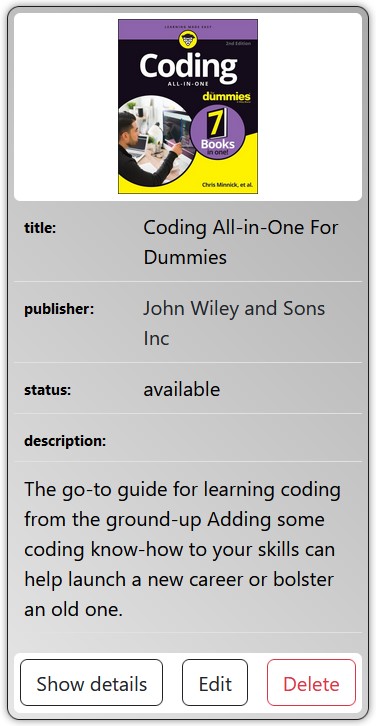 LEARNING MADE EASY
2nd Edition
Coding
ALL-IN-ONE
dummies
7
Books
in one!
Chris Minnick, et al.
title:
Coding All-in-One For
Dummies
publisher:
John Wiley and Sons
Inc
status:
available
description:
The go-to guide for learning coding
from the ground-up Adding some
coding know-how to your skills can
help launch a new career or bolster
an old one.
Show details Edit Delete